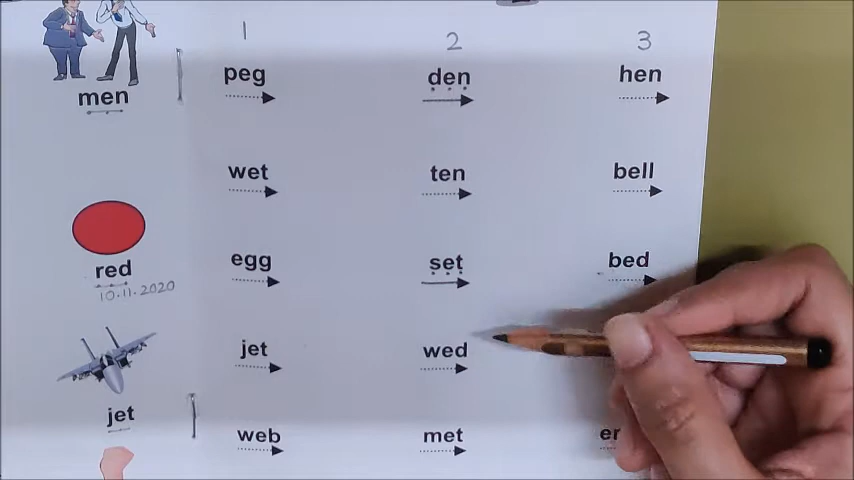 1 2 3
men peg den hen
wet ten bell
red egg set bed
10.11.2020
jet wed
jet
web met